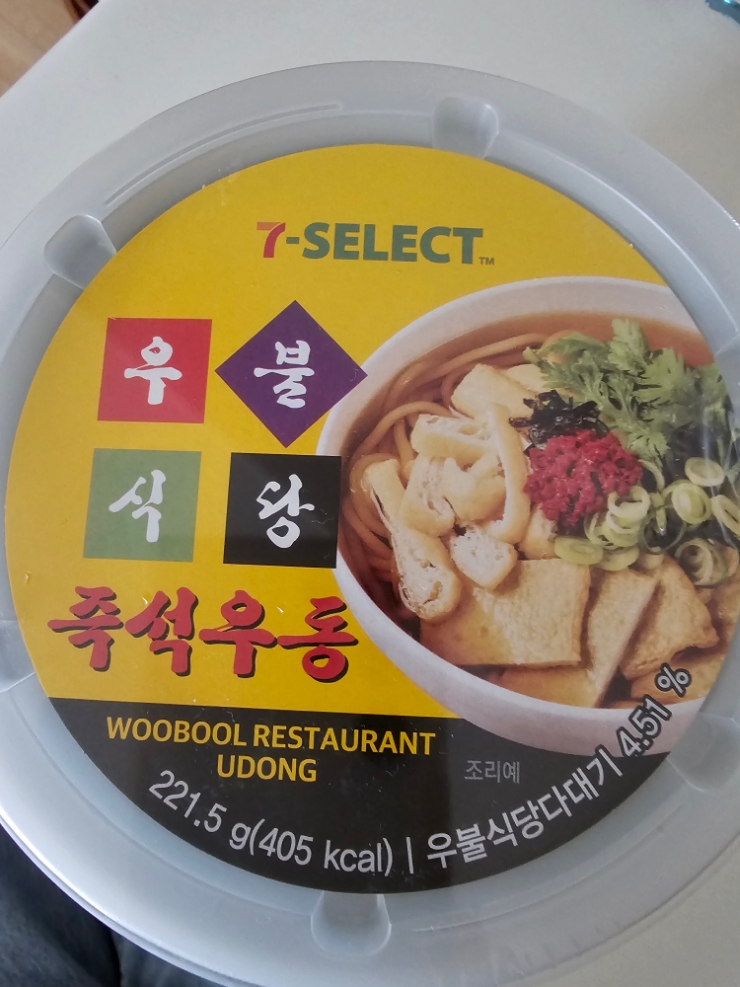 7-SELECT™
우불
식당
즉석우동
WOOBOOL RESTAURANT
UDONG
조리예
221.5 g(405 kcal) | 우불식당다대기 4.51 %